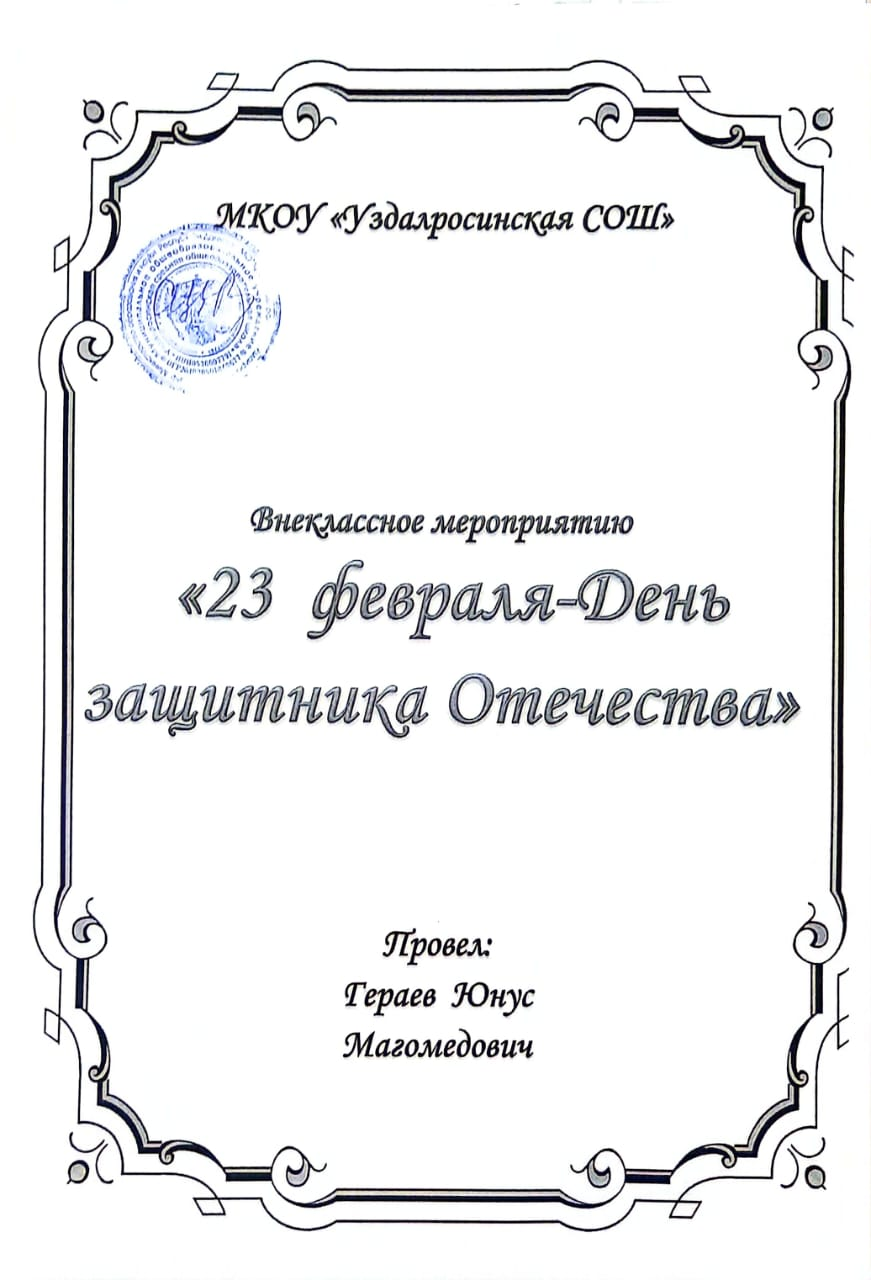 МКОУ «Уздалросинская СОШ»
Внеклассное мероприятию
«23 февраля-День
защитника Отечества»
Провел:
Гераев Юнус
Магомедович